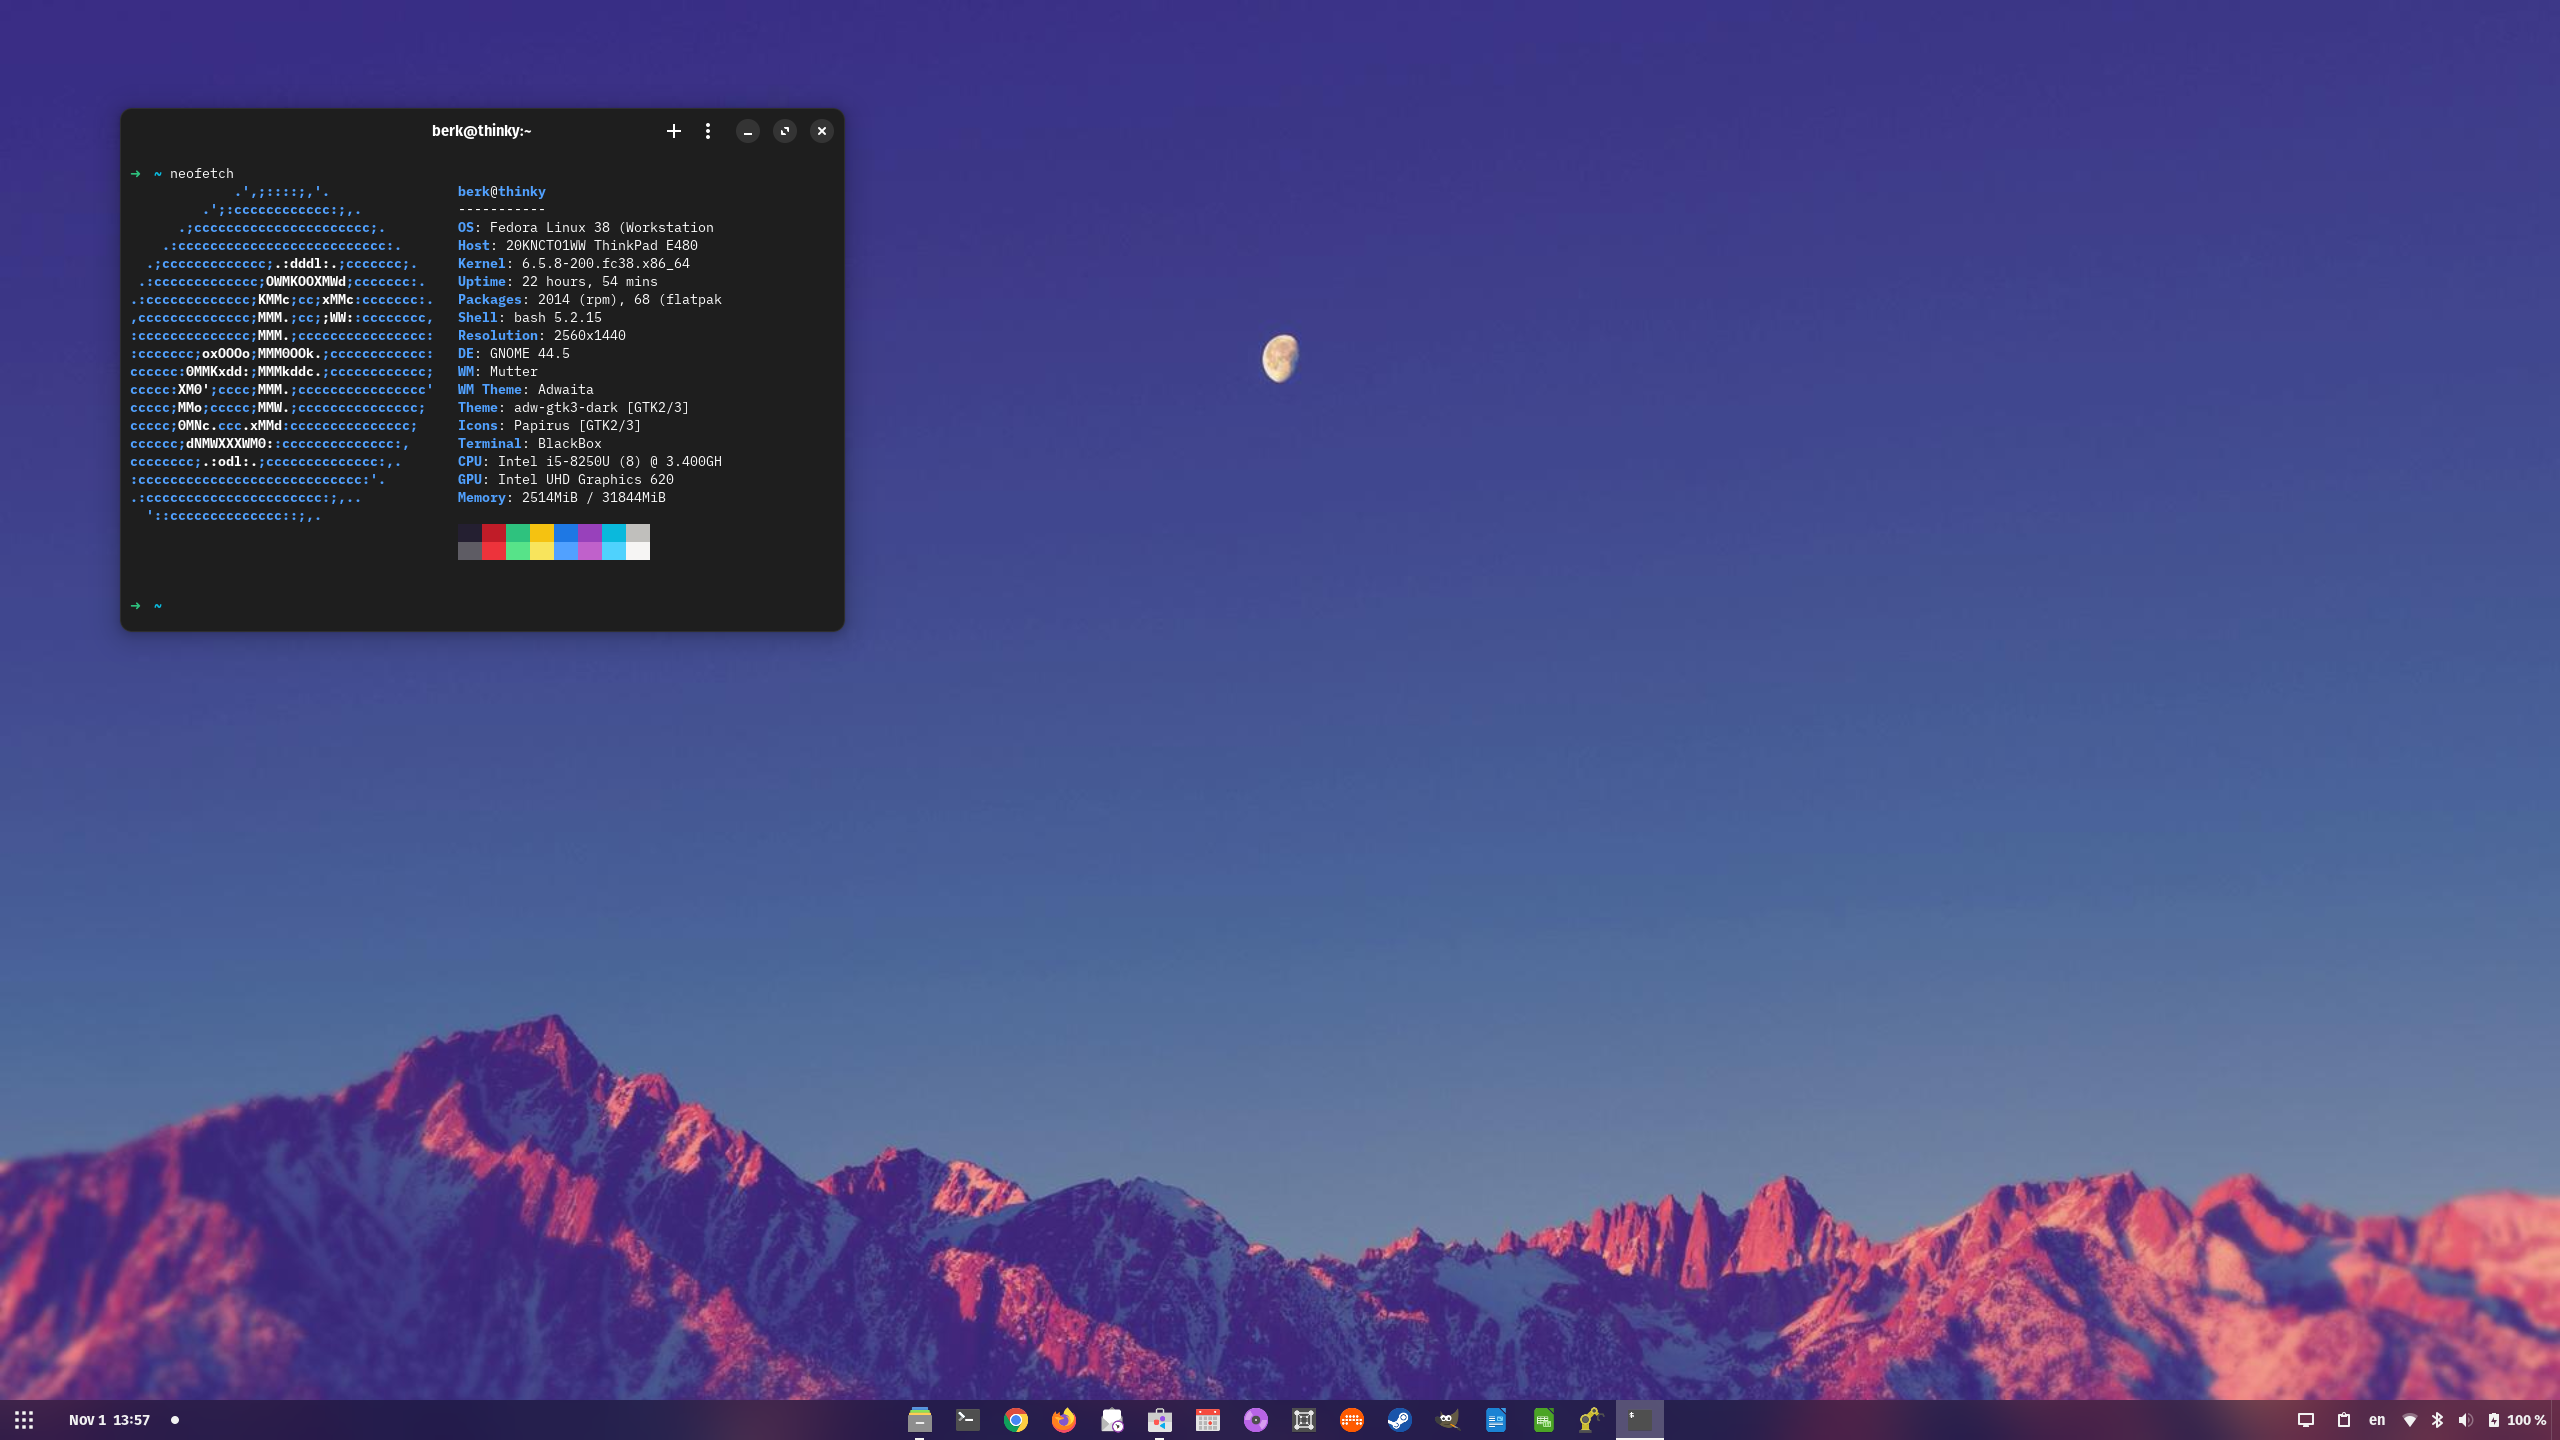 berk@thinky:~
➜ ~ neofetch
.',;::::;,'.
.';:cccccccccccc:;,.
.;cccccccccccccccccccccc;.
.:cccccccccccccccccccccccccc:.
.;ccccccccccccc;.:dddl:.;ccccccc;.
.:ccccccccccccc;OWMKOOXMWd;ccccccc:.
.:ccccccccccccc;KMMc;cc;xMMc:ccccccc:.
,cccccccccccccc;MMM.;cc;;WW::cccccccc,
:cccccccccccccc;MMM.;cccccccccccccccc:
:ccccccc;oxOOOo;MMM0OOk.;cccccccccccc:
cccccc:0MMKxdd:;MMMkddc.;cccccccccccc;
ccccc:XM0';cccc;MMM.;cccccccccccccccc'
ccccc;MMo;ccccc;MMW.;ccccccccccccccc;
ccccc;0MNc.ccc.xMMd:ccccccccccccccc;
cccccc;dNMWXXXWM0::cccccccccccccc:,
cccccccc;.:odl:.;cccccccccccccc:,.
:cccccccccccccccccccccccccccc:'.
.:cccccccccccccccccccccc:;,..
'::cccccccccccccc::;,.
berk@thinky
-----------
OS: Fedora Linux 38 (Workstation
Host: 20KNCTO1WW ThinkPad E480
Kernel: 6.5.8-200.fc38.x86_64
Uptime: 22 hours, 54 mins
Packages: 2014 (rpm), 68 (flatpak
Shell: bash 5.2.15
Resolution: 2560x1440
DE: GNOME 44.5
WM: Mutter
WM Theme: Adwaita
Theme: adw-gtk3-dark [GTK2/3]
Icons: Papirus [GTK2/3]
Terminal: BlackBox
CPU: Intel i5-8250U (8) @ 3.400GH
GPU: Intel UHD Graphics 620
Memory: 2514MiB / 31844MiB
➜ ~
Nov 1 13:57
en
100 %